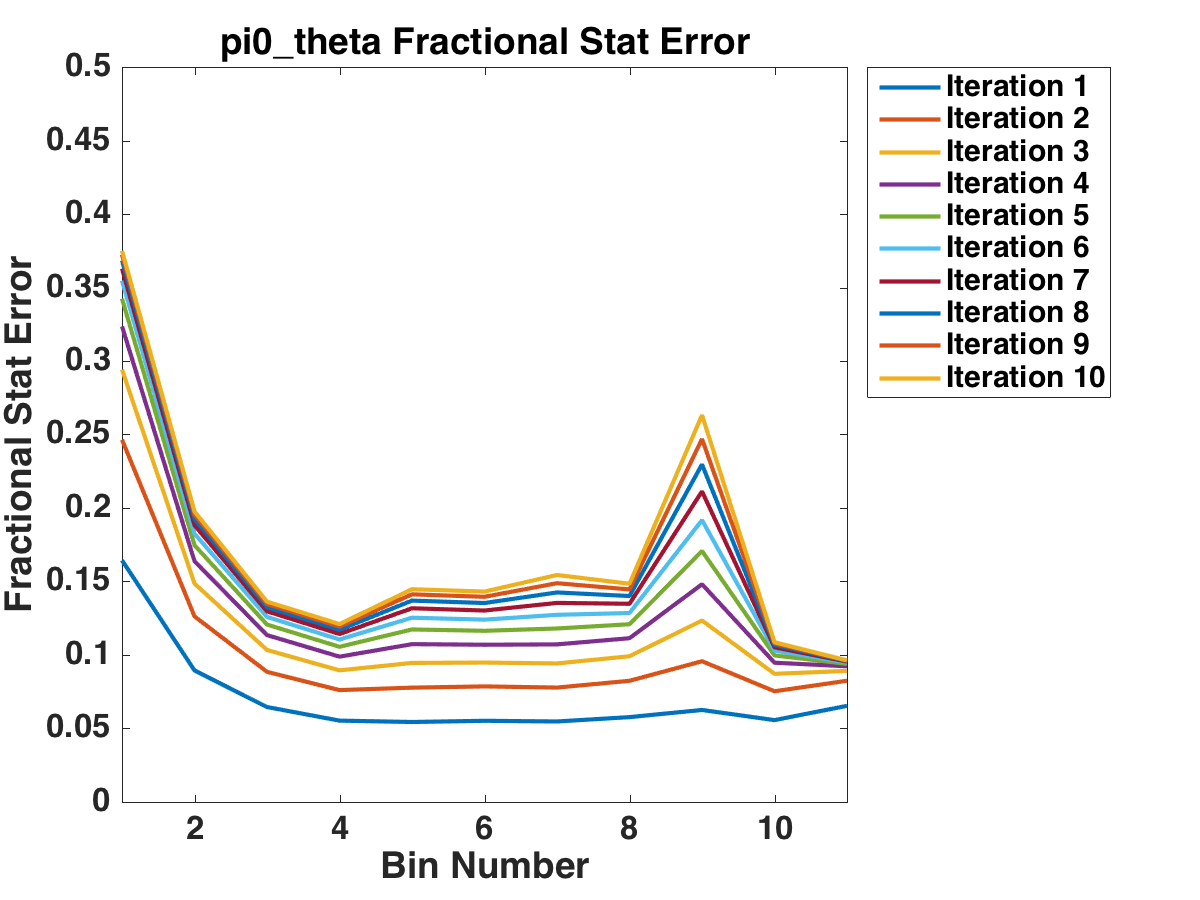 pi0_theta Fractional Stat Error
0.5
0.45
0.4
0.35
0.3
0.25
0.2
0.15
0.1
0.05
0
Fractional Stat Error
2 4 6 8 10
Bin Number
Iteration 1
Iteration 2
Iteration 3
Iteration 4
Iteration 5
Iteration 6
Iteration 7
Iteration 8
Iteration 9
Iteration 10